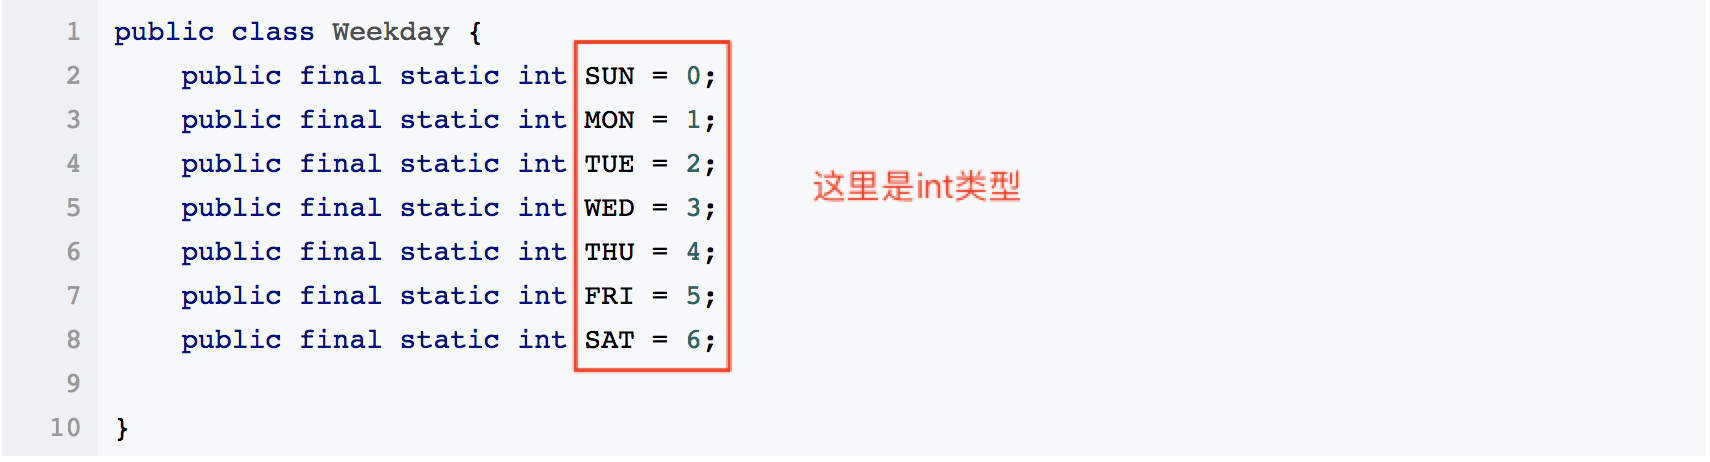 1 public class Weekday {
2 public final static int SUN = 0;
3 public final static int MON = 1;
4 public final static int TUE = 2;
5 public final static int WED = 3;
6 public final static int THU = 4;
7 public final static int FRI = 5;
8 public final static int SAT = 6;
9
10 }
这里是int类型